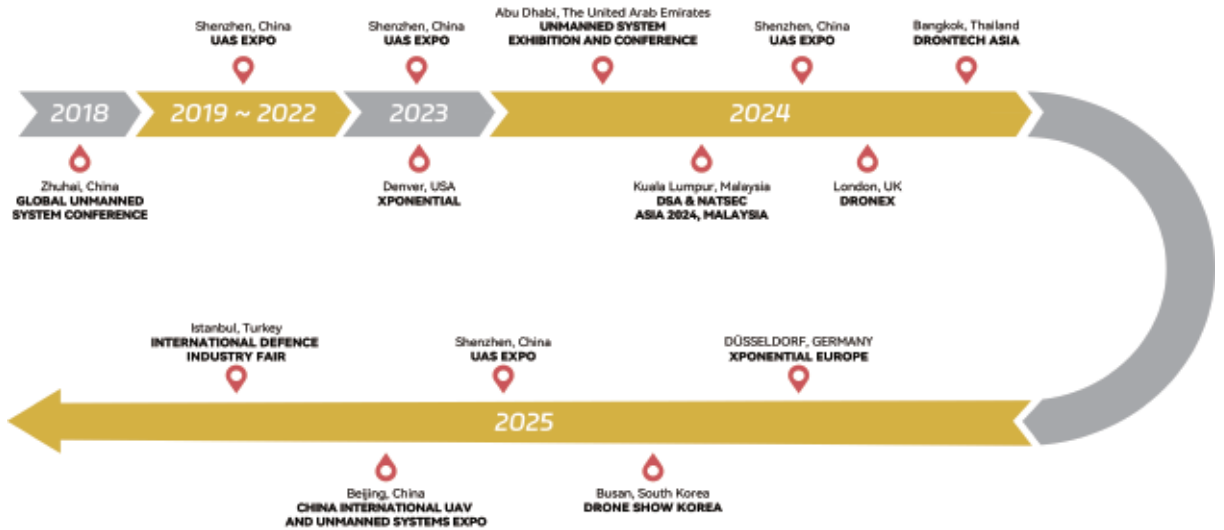 Shenzhen, China
UAS EXPO
Shenzhen, China
UAS EXPO
Abu Dhabi, The United Arab Emirates
UNMANNED SYSTEM
EXHIBITION AND CONFERENCE
Shenzhen, China
UAS EXPO
Bangkok, Thailand
DRONTECH ASIA
2018
2019 ~ 2022
2023
2024
Zhuhai, China
GLOBAL UNMANNED
SYSTEM CONFERENCE
Denver, USA
XPONENTIAL
Kuala Lumpur, Malaysia
DSA & NATSEC
ASIA 2024, MALAYSIA
London, UK
DRONEX
Istanbul, Turkey
INTERNATIONAL DEFENCE
INDUSTRY FAIR
Shenzhen, China
UAS EXPO
DÜSSELDORF, GERMANY
XPONENTIAL EUROPE
2025
Beijing, China
CHINA INTERNATIONAL UAV
AND UNMANNED SYSTEMS EXPO
Busan, South Korea
DRONE SHOW KOREA